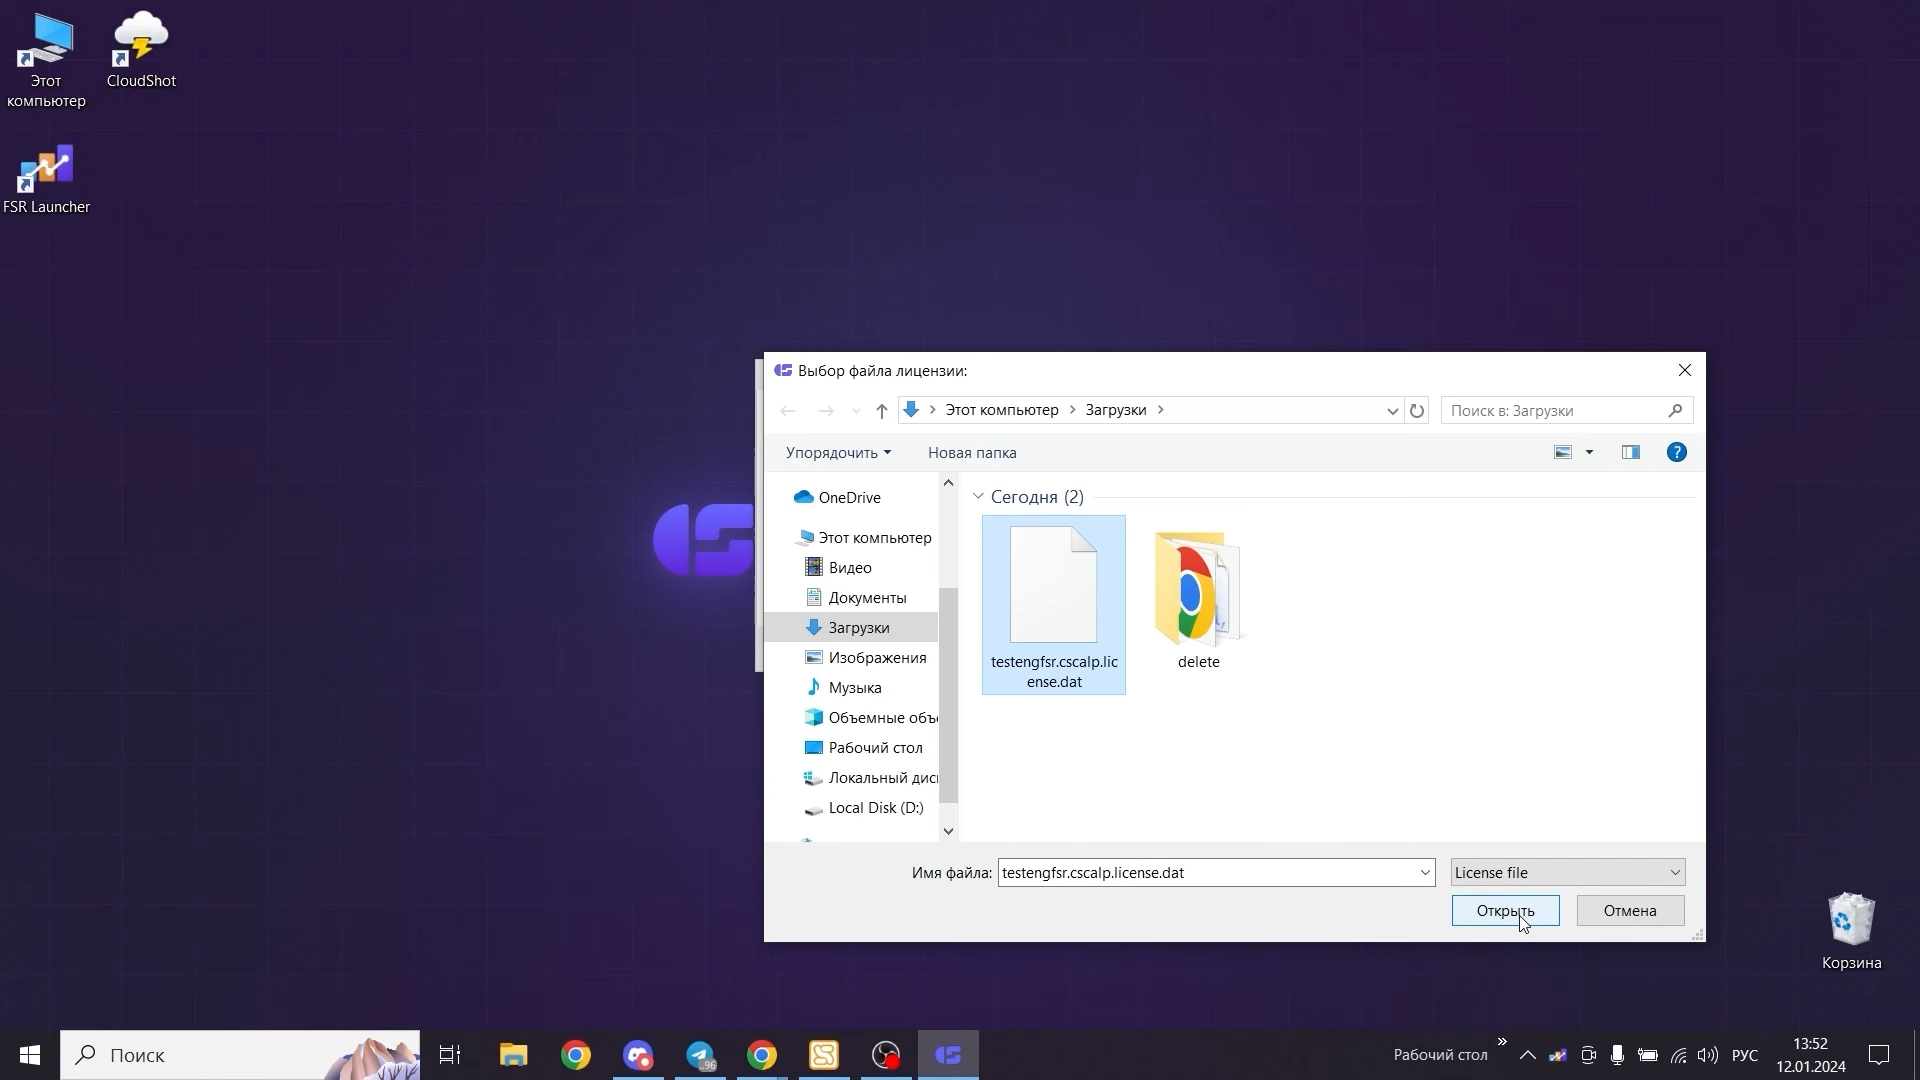 Этот
компьютер
CloudShot
FSR Launcher
Выбор файла лицензии:
Этот компьютер
Загрузки
Поиск в: Загрузки
Упорядочить
Новая папка
?
OneDrive
Этот компьютер
Видео
Документы
Загрузки
Изображения
Музыка
Объемные объ
Рабочий стол
Локальный дис
Local Disk (D:)
Сегодня (2)
testengfsr.cscalp.lic
ense.dat
delete
Имя файла:
testengfsr.cscalp.license.dat
License file
Открыть
Отмена
Корзина
Поиск
..96
Рабочий стол
РУС
13:52
12.01.2024